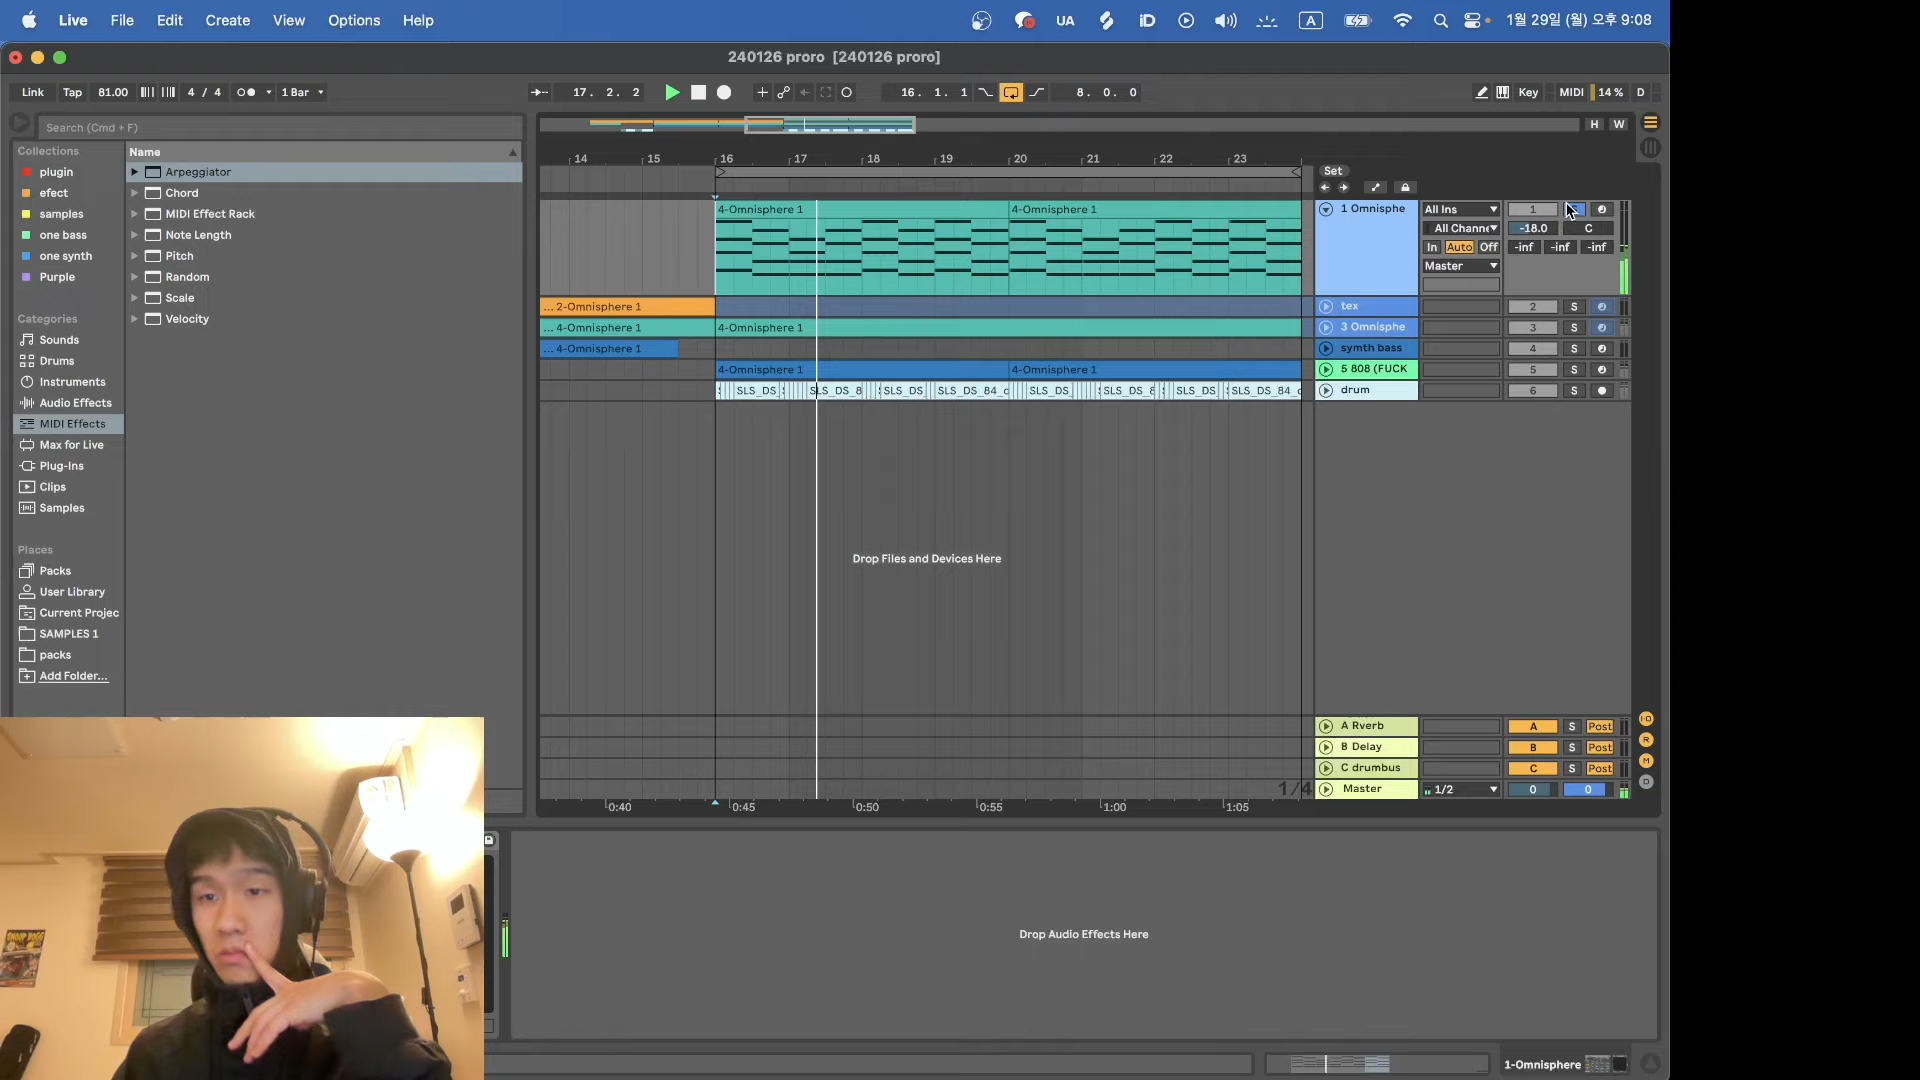 Live File Edit Create View Options Help UA iD A 1월 29일 (월) 오후 9:08
240126 proro [240126 proro]
Link Tap 81.00 4 / 4 1 Bar 17. 2. 2 16. 1. 1 8. 0. 0 Key MIDI 14 % D
Search (Cmd + F)
H W
Collections
plugin
efect
samples
one bass
one synth
Purple
Categories
Sounds
Drums
Instruments
Audio Effects
MIDI Effects
Max for Live
Plug-Ins
Clips
Samples
Places
Packs
User Library
Current Projec
SAMPLES 1
packs
Add Folder...
Name
Arpeggiator
Chord
MIDI Effect Rack
Note Length
Pitch
Random
Scale
Velocity
14 15 16 17 18 19 20 21 22 23
Set
4-Omnisphere 1 4-Omnisphere 1
1 Omnisphe All Ins 1
All Channe -18.0 C
In Auto Off -inf -inf -inf
Master
... 2-Omnisphere 1 tex 2 S
... 4-Omnisphere 1 4-Omnisphere 1 3 Omnisphe 3 S
... 4-Omnisphere 1 symth bass 4 S
4-Omnisphere 1 4-Omnisphere 1 5 808 (FUCK 5 S
SLS_DS_ SLS_DS_8 SLS_DS_ SLS_DS_84_c SLS_DS_ SLS_DS_8 SLS_DS_ SLS_DS_84_c drum 6 S
Drop Files and Devices Here
A Rverb A S Post
B Delay B S Post
C drumbus C S Post
1/4 Master 1/2 0 0
0:40 0:45 0:50 0:55 1:00 1:05
I·O
R
M
D
SNOOP DOGG
Drop Audio Effects Here
1-Omnisphere